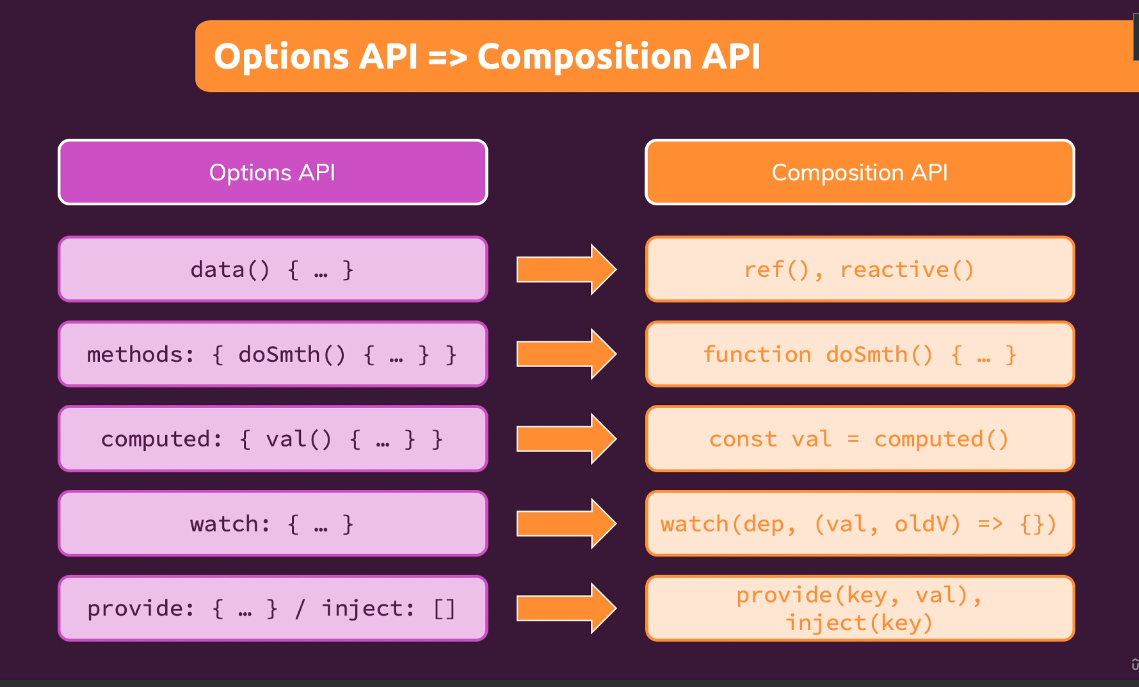 Options API => Composition API
Options API
Composition API
data() { … }
ref(), reactive()
methods: { doSmth() { … } }
function doSmth() { … }
computed: { val() { … } }
const val = computed()
watch: { … }
watch(dep, (val, oldV) => {})
provide: { … } / inject: []
provide(key, val),
inject(key)